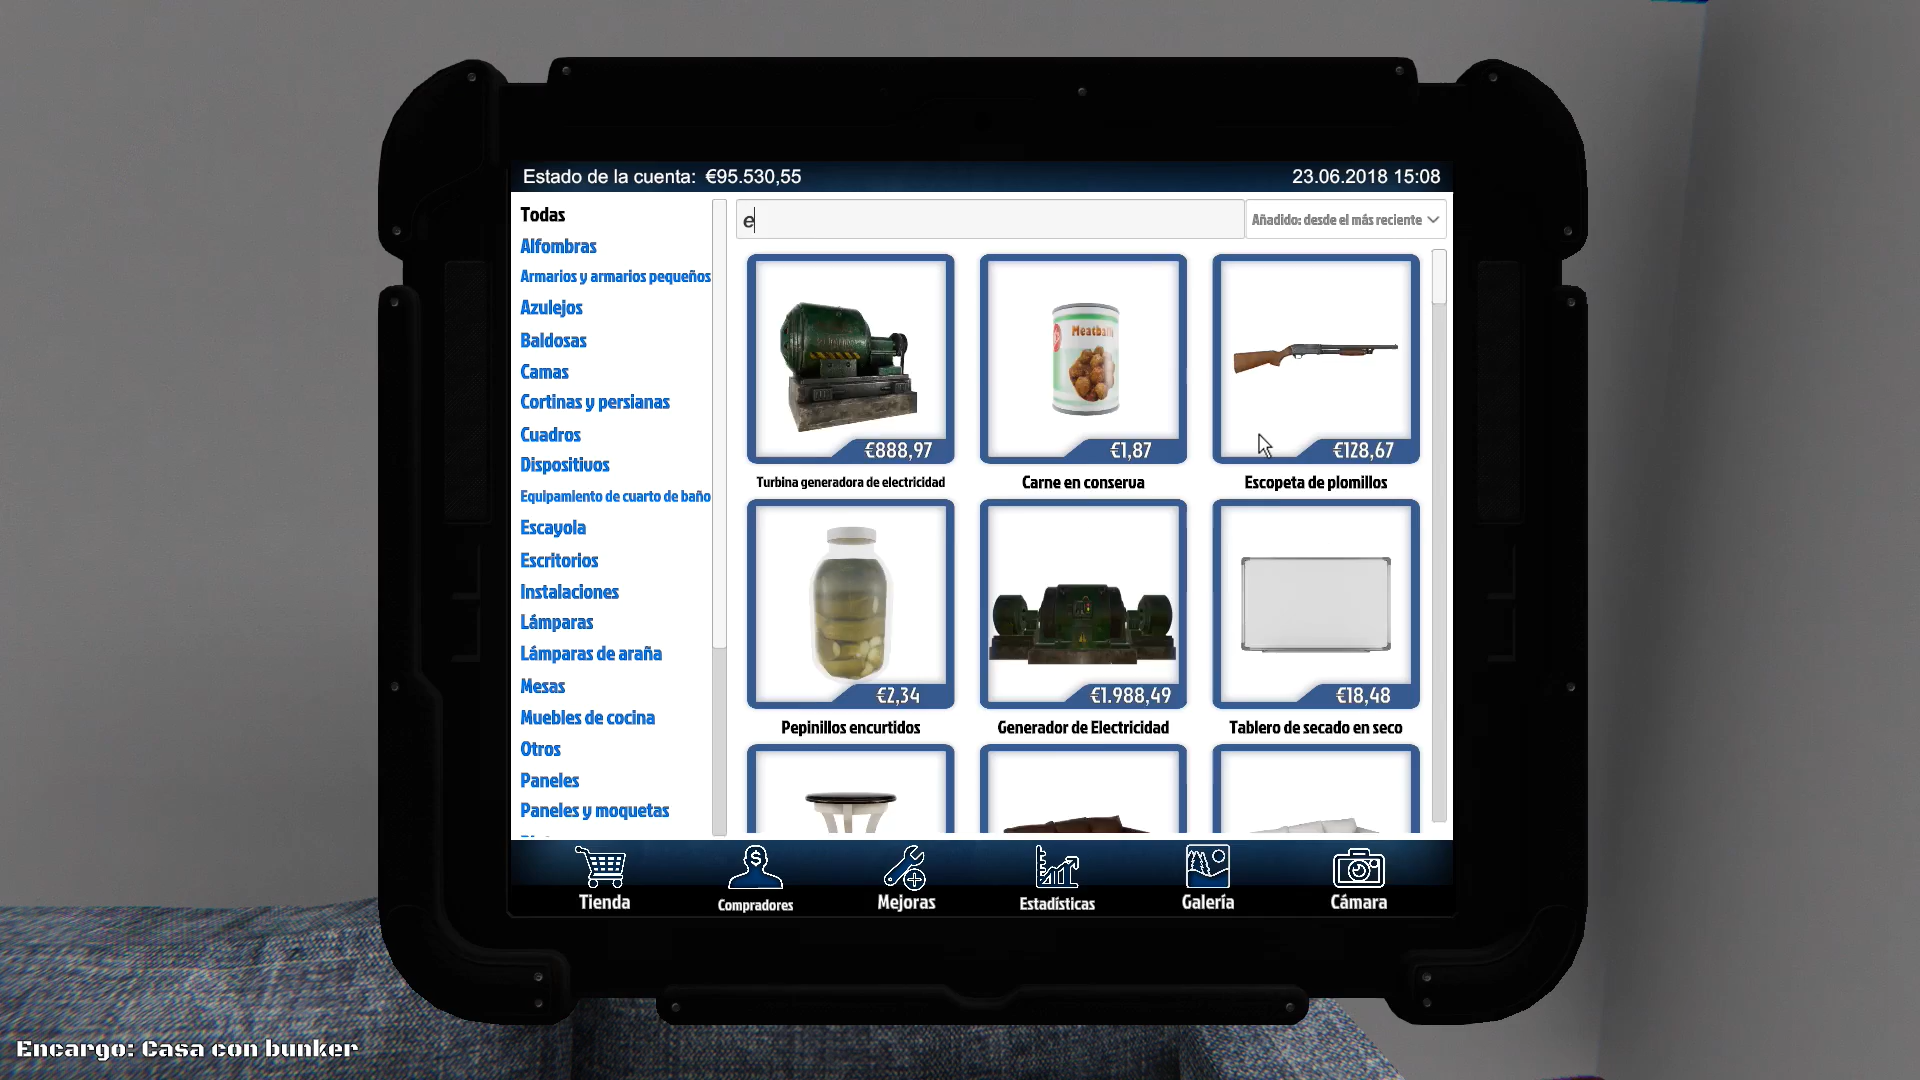 Estado de la cuenta: €95.530,55
23.06.2018 15:08
Todas
Alfombras
Armarios y armarios pequeños
Azulejos
Baldosas
Camas
Cortinas y persianas
Cuadros
Dispositivos
Equipamiento de cuarto de baño
Escayola
Escritorios
Instalaciones
Lámparas
Lámparas de araña
Mesas
Muebles de cocina
Otros
Paneles
Paneles y moquetas
e
Añadido: desde el más reciente
€888,97
Turbina generadora de electricidad
Meatballs
€1,87
Carne en conserva
€128,67
Escopeta de plomillos
€2,34
Pepinillos encurtidos
€1.988,49
Generador de Electricidad
€18,48
Tablero de secado en seco
Tienda
Compradores
Mejoras
Estadísticas
Galería
Cámara
Encargo: Casa con bunker